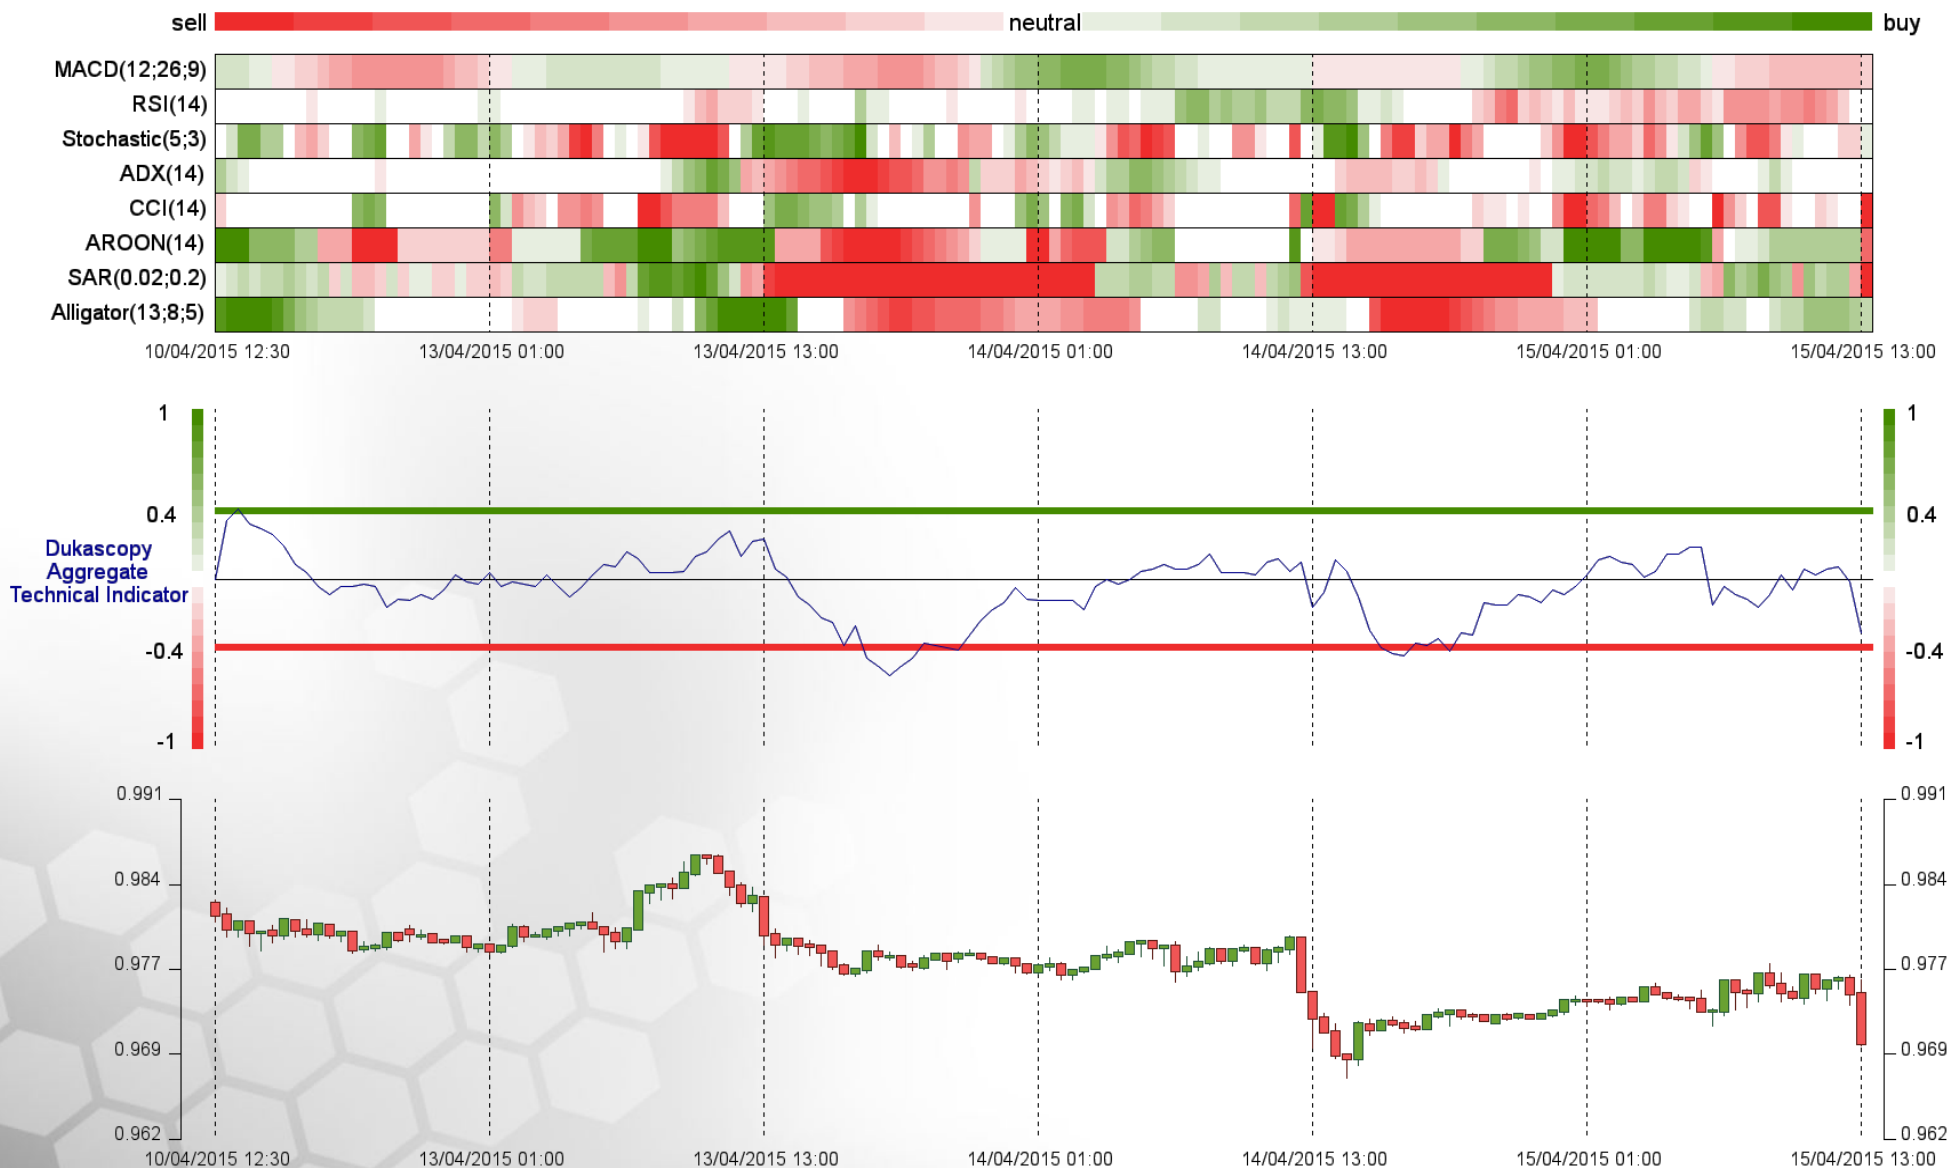 sell neutral buy
MACD(12;26;9)
RSI(14)
Stochastic(5;3)
ADX(14)
CCI(14)
AROON(14)
SAR(0.02;0.2)
Alligator(13;8;5)
10/04/2015 12:30 13/04/2015 01:00 13/04/2015 13:00 14/04/2015 01:00 14/04/2015 13:00 15/04/2015 01:00 15/04/2015 13:00
1 1
0.4 0.4
Dukascopy
Aggregate
Technical Indicator
-0.4 -0.4
-1 -1
0.991 0.991
0.984 0.984
0.977 0.977
0.969 0.969
0.962 0.962
10/04/2015 12:30 13/04/2015 01:00 13/04/2015 13:00 14/04/2015 01:00 14/04/2015 13:00 15/04/2015 01:00 15/04/2015 13:00